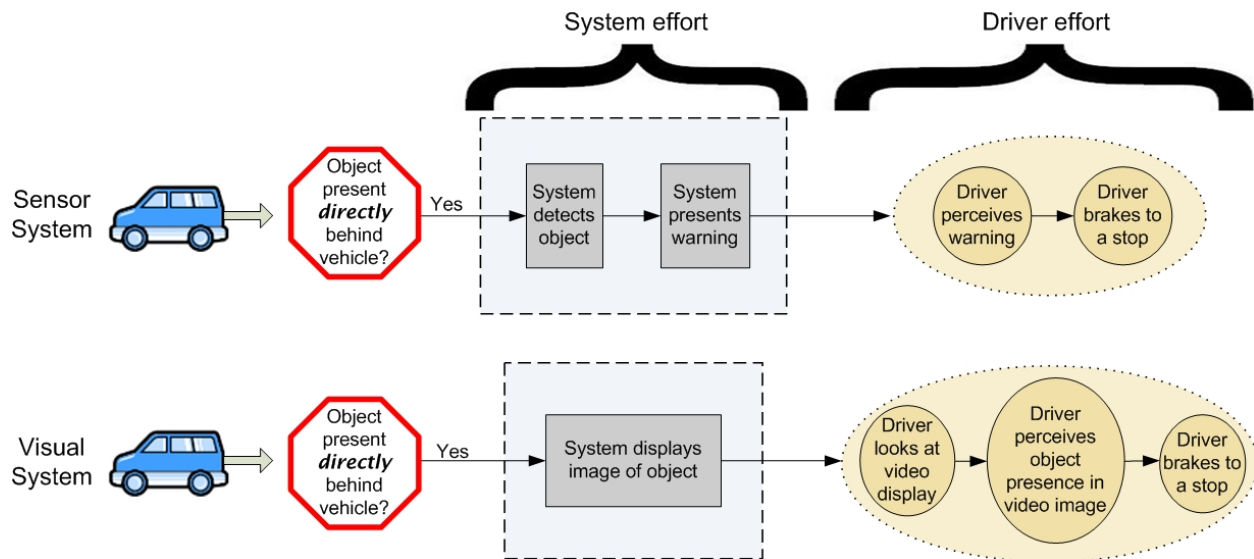 System effort
Driver effort
Sensor
System
Object
present
directly
behind
vehicle?
Yes
System
detects
object
System
presents
warning
Driver
perceives
warning
Driver
brakes to
a stop
Visual
System
Object
present
directly
behind
vehicle?
Yes
System displays
image of object
Driver
looks at
video
display
Driver
perceives
object
presence in
video image
Driver
brakes to
a stop